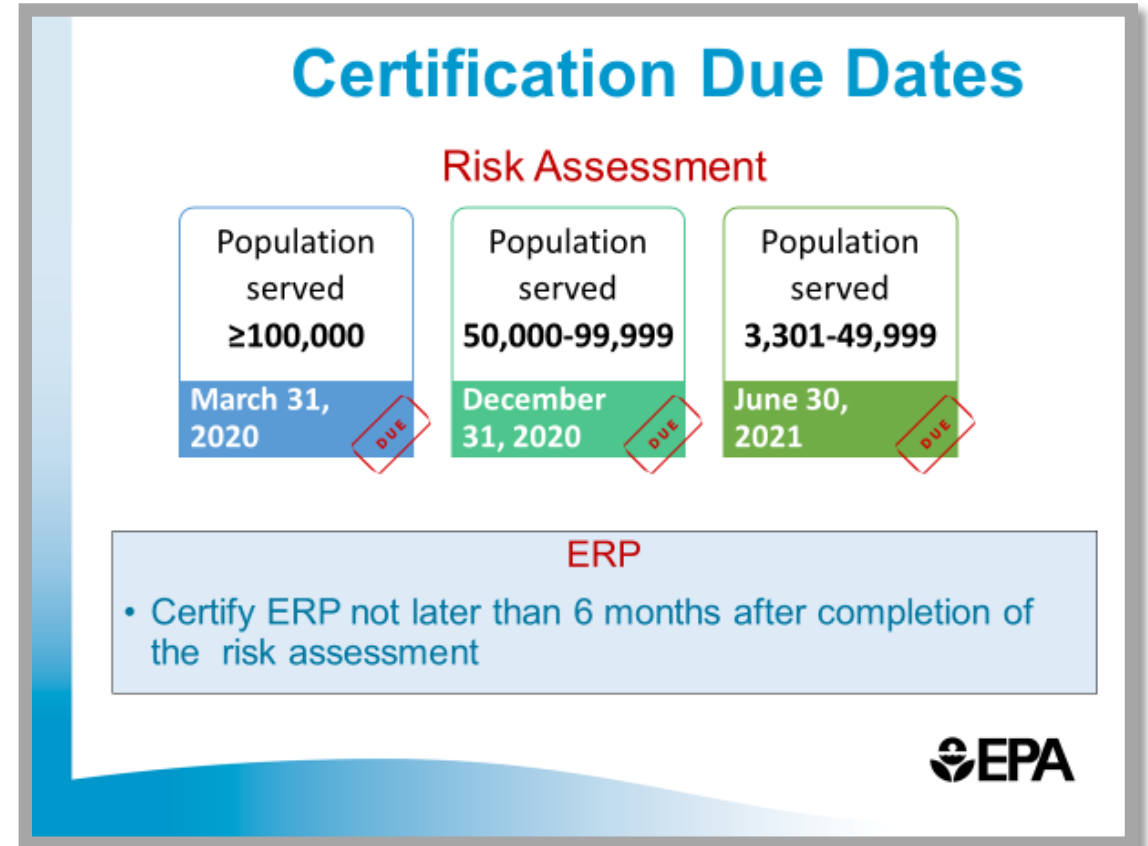 Certification Due Dates
Risk Assessment
Population
served
≥100,000
March 31,
2020
DUE
Population
served
50,000-99,999
December
31, 2020
DUE
Population
served
3,301-49,999
June 30,
2021
DUE
ERP
• Certify ERP not later than 6 months after completion of
the risk assessment
EPA